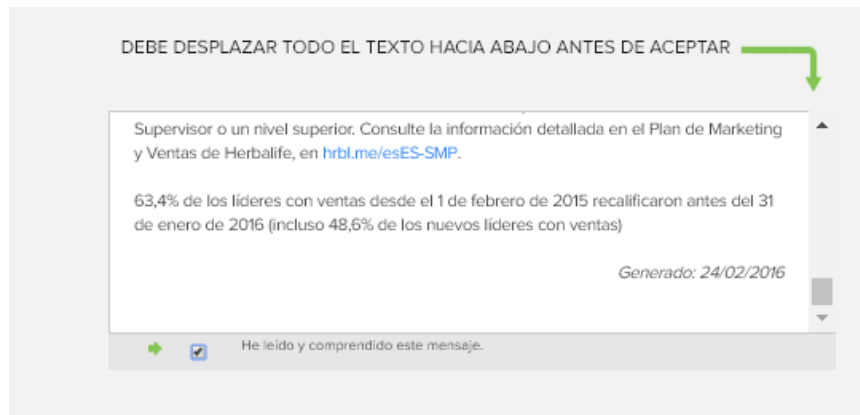 DEBE DESPLAZAR TODO EL TEXTO HACIA ABAJO ANTES DE ACEPTAR
Supervisor o un nivel superior. Consulte la información detallada en el Plan de Marketing
y Ventas de Herbalife, en hrbl.me/esES-SMP.
63,4% de los líderes con ventas desde el 1 de febrero de 2015 recalificaron antes del 31
de enero de 2016 (incluso 48,6% de los nuevos líderes con ventas)
Generado: 24/02/2016
He leído y comprendido este mensaje.